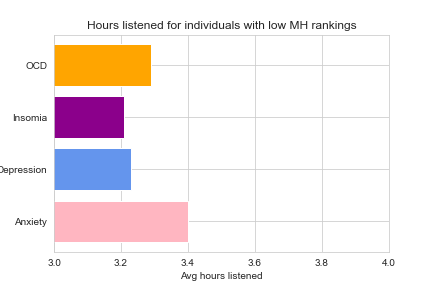 Hours listened for individuals with low MH rankings
OCD
Insomia
Depression
Anxiety
3.0 3.2 3.4 3.6 3.8 4.0
Avg hours listened